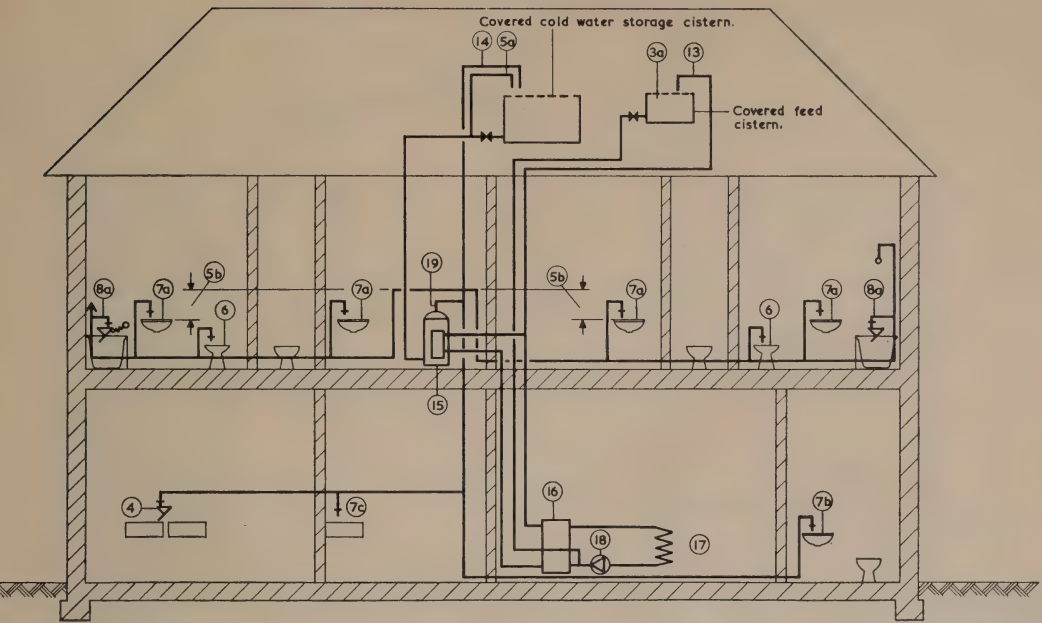 Covered cold water storage cistern.
14 5a
3a 13
Covered feed
cistern.
19
5b 5b
8a 7a 7a 7a 7a 8a
6 6
15
16
4 7c 7b
18 17